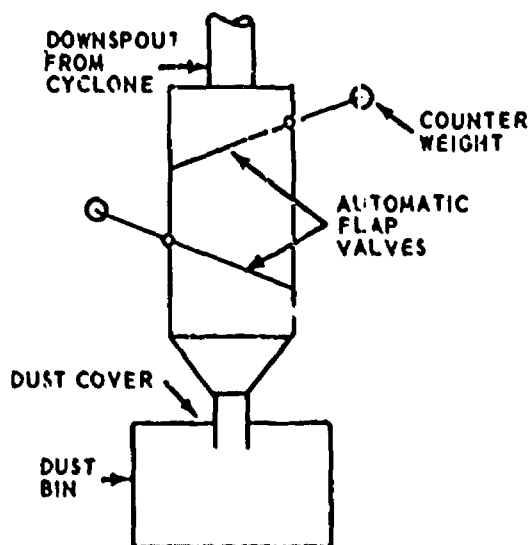 DOWNSPOUT
FROM
CYCLONE
COUNTER
WEIGHT
AUTOMATIC
FLAP
VALVES
DUST COVER
DUST
BIN